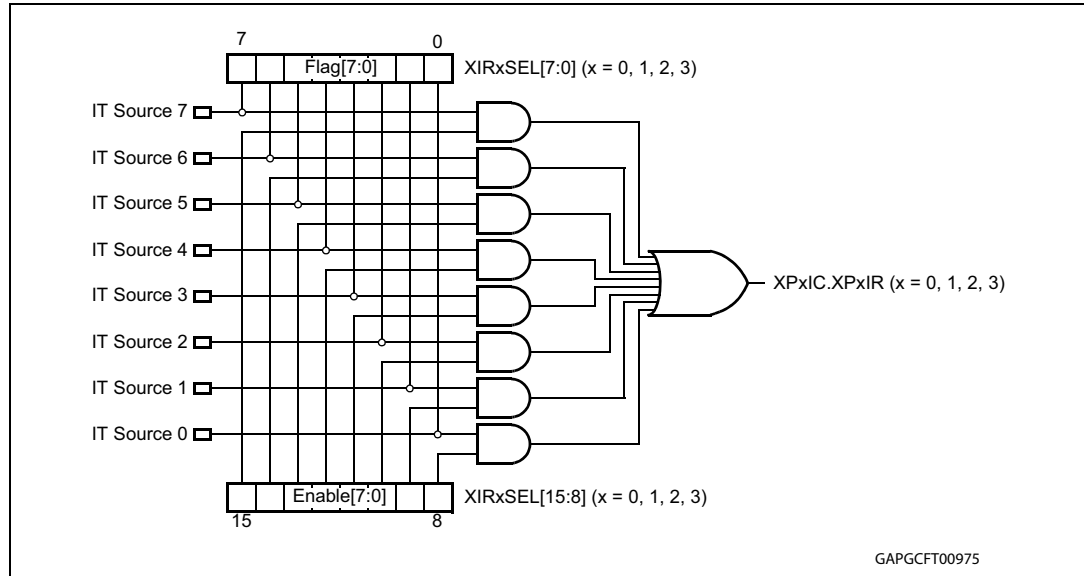 7 0
Flag[7:0] XIRxSEL[7:0] (x = 0, 1, 2, 3)
IT Source 7
IT Source 6
IT Source 5
IT Source 4
XPxIC.XPxIR (x = 0, 1, 2, 3)
IT Source 3
IT Source 2
IT Source 1
IT Source 0
Enable[7:0] XIRxSEL[15:8] (x = 0, 1, 2, 3)
15 8
GAPGCFT00975